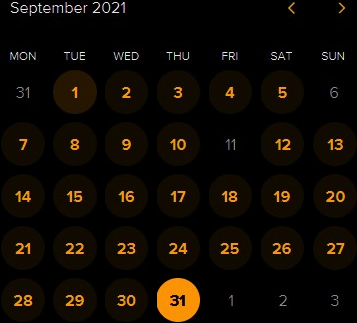 September 2021
MON TUE WED THU FRI SAT SUN
31 1 2 3 4 5 6
7 8 9 10 11 12 13
14 15 16 17 18 19 20
21 22 23 24 25 26 27
28 29 30 31 1 2 3